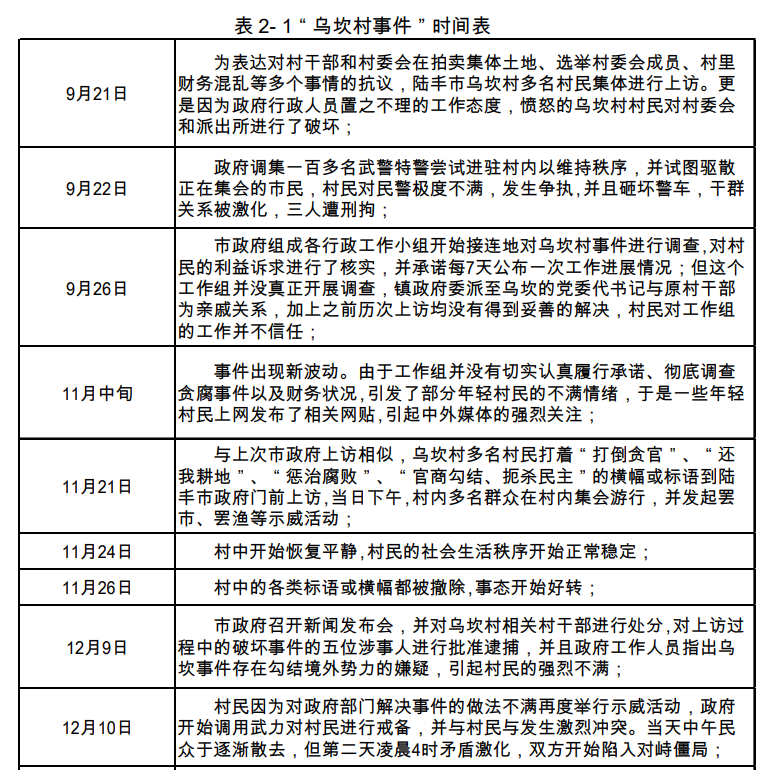 表 2- 1 “ 乌坎村事件 ” 时间表
9月21日
为表达对村干部和村委会在拍卖集体土地、选举村委会成员、村里
财务混乱等多个事情的抗议，陆丰市乌坎村多名村民集体进行上访。更
是因为政府行政人员置之不理的工作态度，愤怒的乌坎村村民对村委会
和派出所进行了破坏；
9月22日
政府调集一百多名武警特警尝试进驻村内以维持秩序，并试图驱散
正在集会的市民，村民对民警极度不满，发生争执,并且砸坏警车，干群
关系被激化，三人遭刑拘；
9月26日
市政府组成各行政工作小组开始接连地对乌坎村事件进行调查,对村
民的利益诉求进行了核实，并承诺每7天公布一次工作进展情况；但这个
工作组并没真正开展调查，镇政府委派至乌坎的党委代书记与原村干部
为亲戚关系，加上之前历次上访均没有得到妥善的解决，村民对工作组
的工作并不信任；
11月中旬
事件出现新波动。由于工作组并没有切实认真履行承诺、彻底调查
贪腐事件以及财务状况,引发了部分年轻村民的不满情绪，于是一些年轻
村民上网发布了相关网贴,引起中外媒体的强烈关注；
11月21日
与上次市政府上访相似，乌坎村多名村民打着“打倒贪官”、“还
我耕地”、“惩治腐败”、“官商勾结、扼杀民主”的横幅或标语到陆
丰市政府门前上访,当日下午,村内多名群众在村内集会游行，并发起罢
市、罢渔等示威活动；
11月24日
村中开始恢复平静,村民的社会生活秩序开始正常稳定；
11月26日
村中的各类标语或横幅都被撤除,事态开始好转；
12月9日
市政府召开新闻发布会，并对乌坎村相关村干部进行处分,对上访过
程中的破坏事件的五位涉事人进行批准逮捕，并且政府工作人员指出乌
坎事件存在勾结境外势力的嫌疑，引起村民的强烈不满；
12月10日
村民因为对政府部门解决事件的做法不满再度举行示威活动，政府
开始调用武力对村民进行戒备，并与村民与发生激烈冲突。当天中午民
众于逐渐散去，但第二天凌晨4时矛盾激化，双方开始陷入对峙僵局；